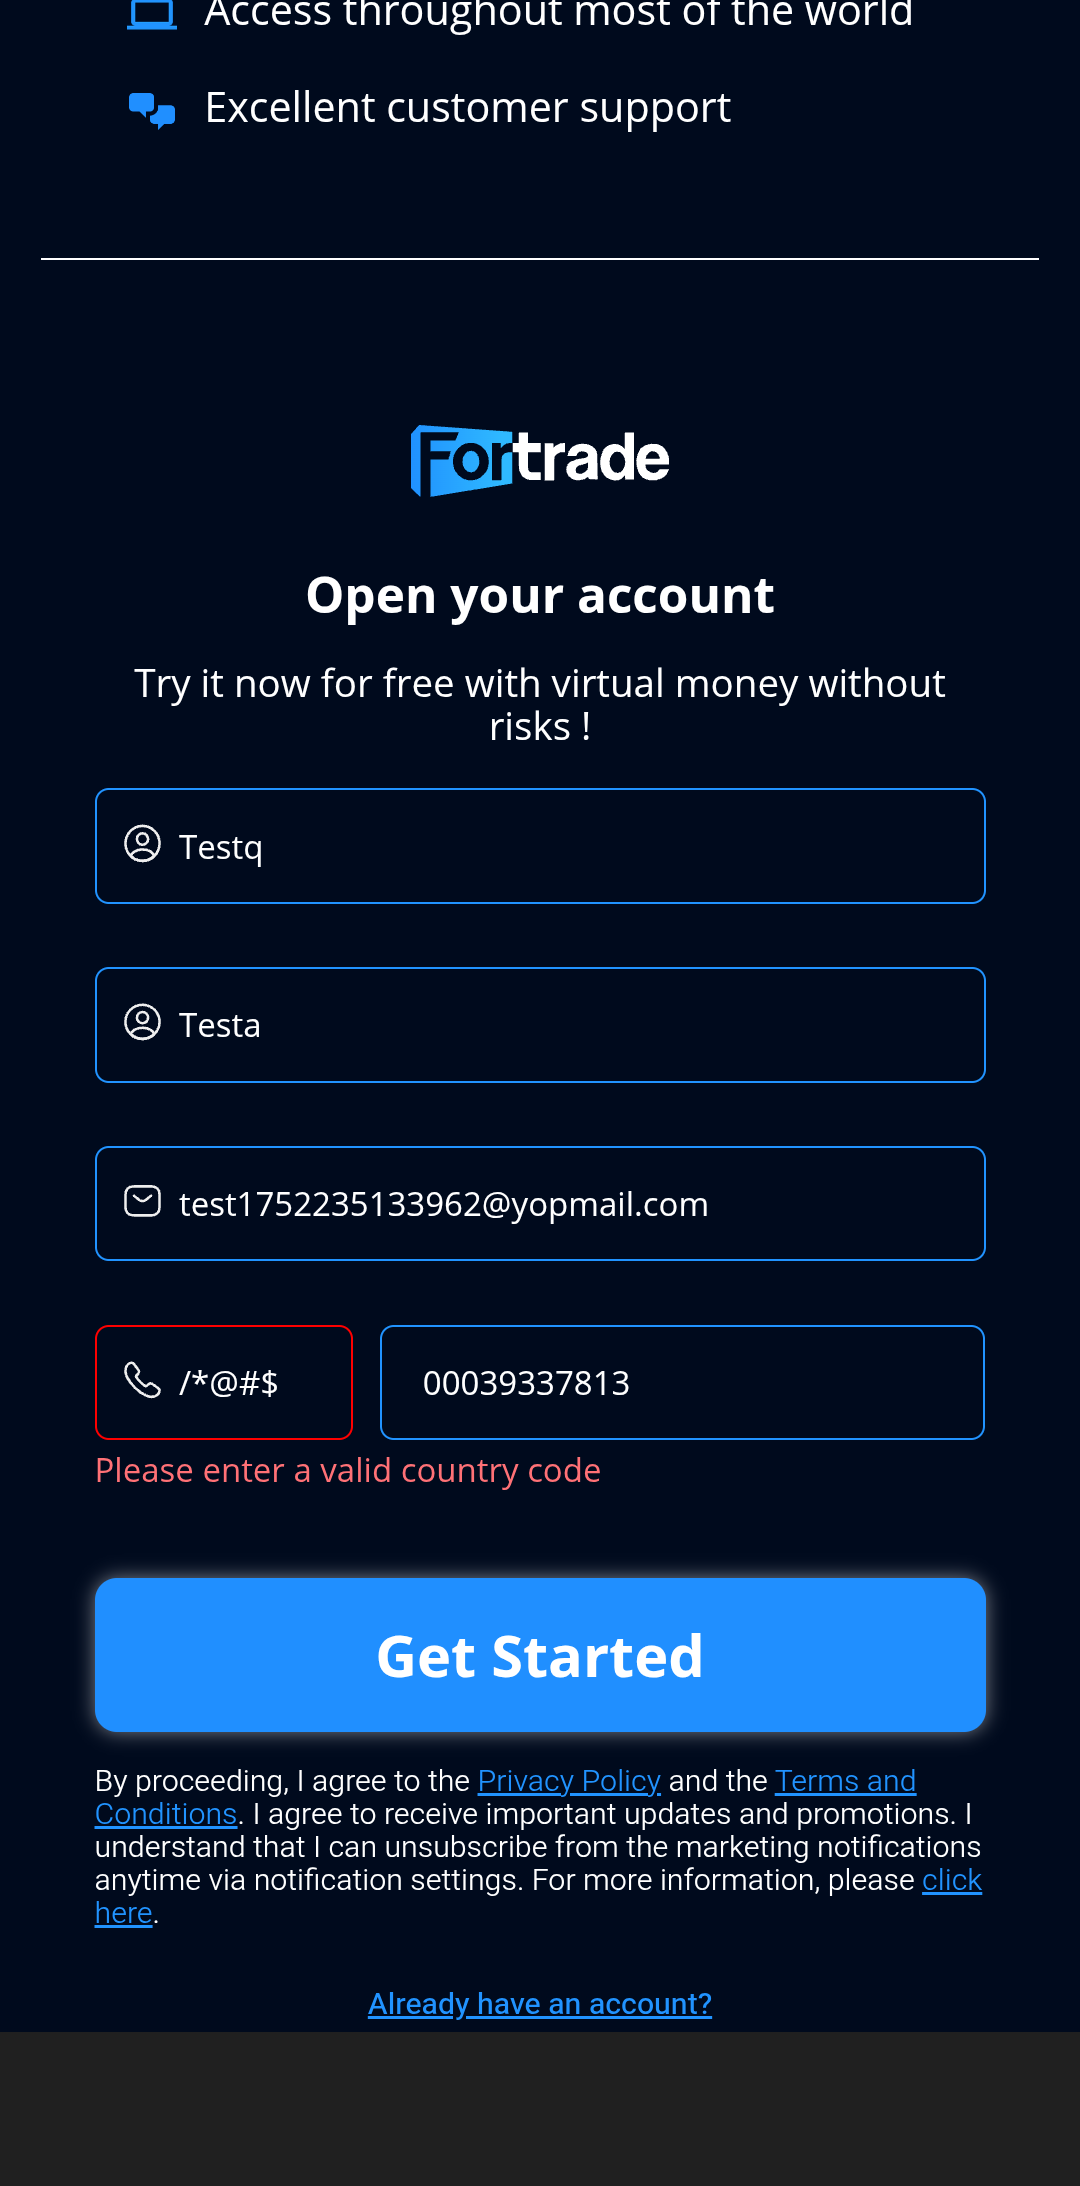 Access throughout most of the world
Excellent customer support
Fortrade
Open your account
Try it now for free with virtual money without
risks !
Testq
Testa
test1752235133962@yopmail.com
/*@#$ 00039337813
Please enter a valid country code
Get Started
By proceeding, I agree to the Privacy Policy and the Terms and
Conditions. I agree to receive important updates and promotions. I
understand that I can unsubscribe from the marketing notifications
anytime via notification settings. For more information, please click
here.
Already have an account?